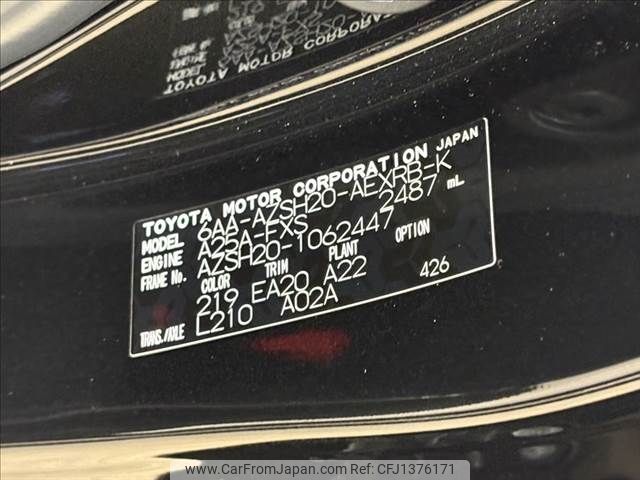 TOYOTA MOTOR CORPORATION JAPAN
MODEL 6AA-AZSH20-AEXRB-K
ENGINE A25A-FXS 2487 mL
FRAME No. AZSH20-1062447
COLOR TRIM PLANT OPTION
219 EA20 A22
TRANS./AXLE L210 A02A 426
www.CarFromJapan.com - CFJ1376171